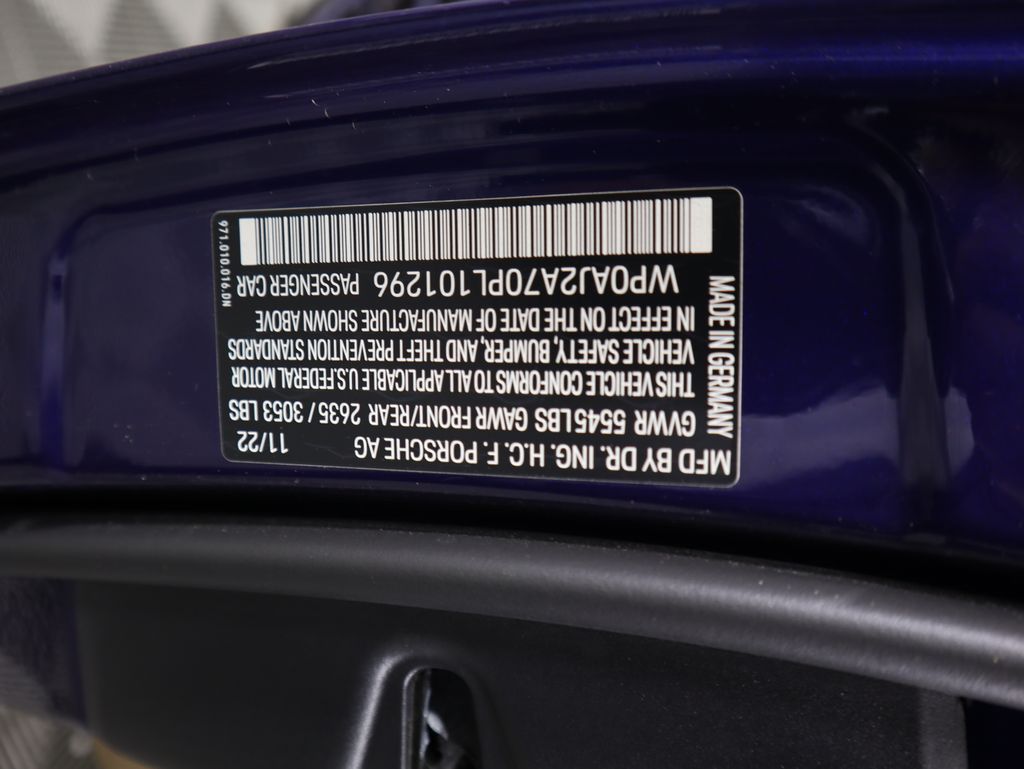 MFD BY DR. ING. H.C. F. PORSCHE AG 11/22
GVWR 5545 LBS GAWR FRONT/REAR 2635 / 3053 LBS
THIS VEHICLE CONFORMS TO ALL APPLICABLE U.S. FEDERAL MOTOR
VEHICLE SAFETY, BUMPER, AND THEFT PREVENTION STANDARDS
IN EFFECT ON THE DATE OF MANUFACTURE SHOWN ABOVE
WP0AJ2A70PL101296 PASSENGER CAR
MADE IN GERMANY
971.010.016.DN